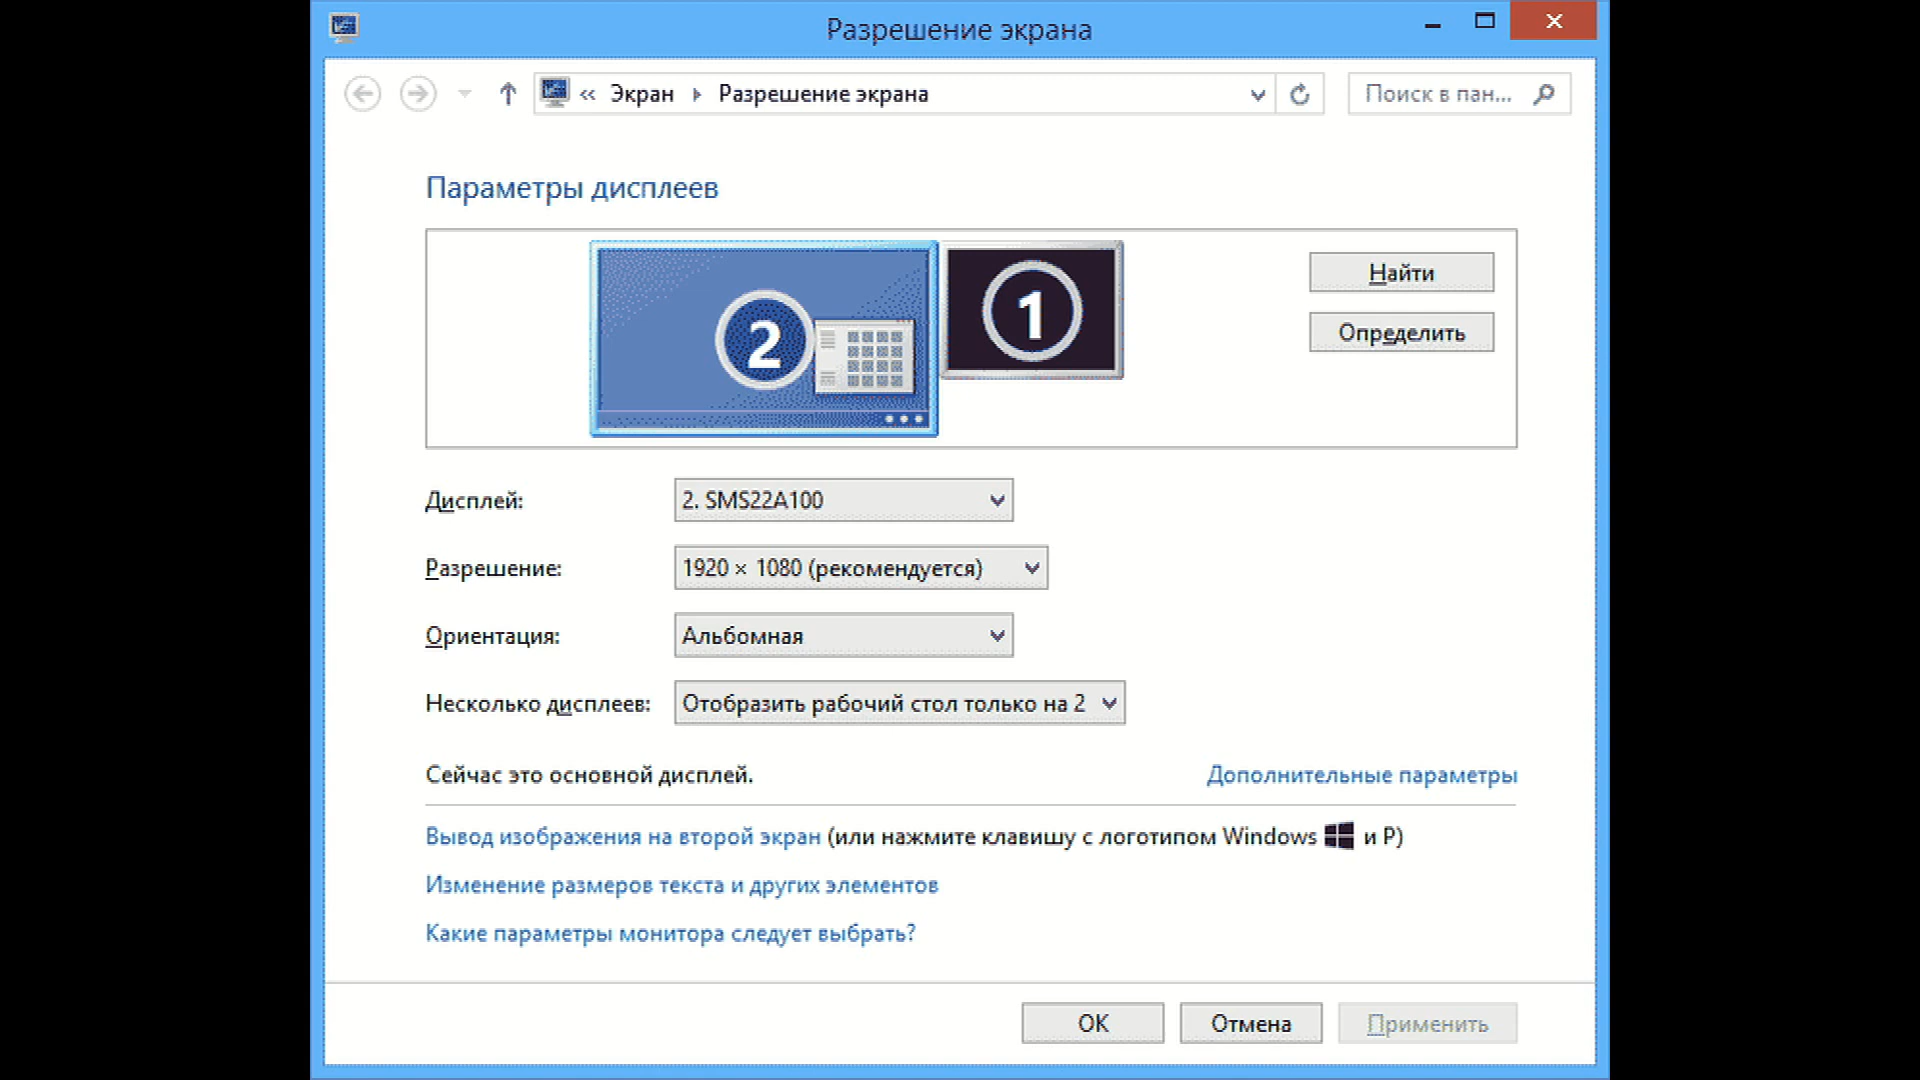 Разрешение экрана
« Экран ▸ Разрешение экрана
Поиск в пан...
Параметры дисплеев
2
1
Найти
Определить
Дисплей: 2. SMS22A100
Разрешение: 1920 × 1080 (рекомендуется)
Ориентация: Альбомная
Несколько дисплеев: Отобразить рабочий стол только на 2
Сейчас это основной дисплей. Дополнительные параметры
Вывод изображения на второй экран (или нажмите клавишу с логотипом Windows и P)
Изменение размеров текста и других элементов
Какие параметры монитора следует выбрать?
OK Отмена Применить